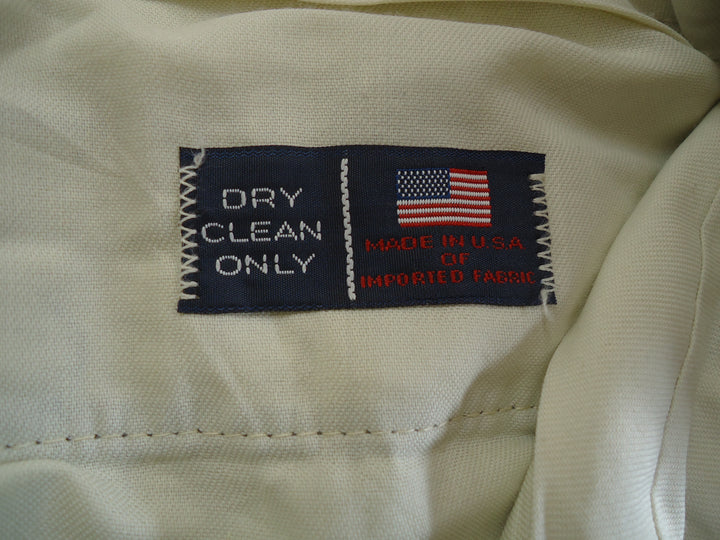 DRY
CLEAN
ONLY
MADE IN U.S.A
OF
IMPORTED FABRIC